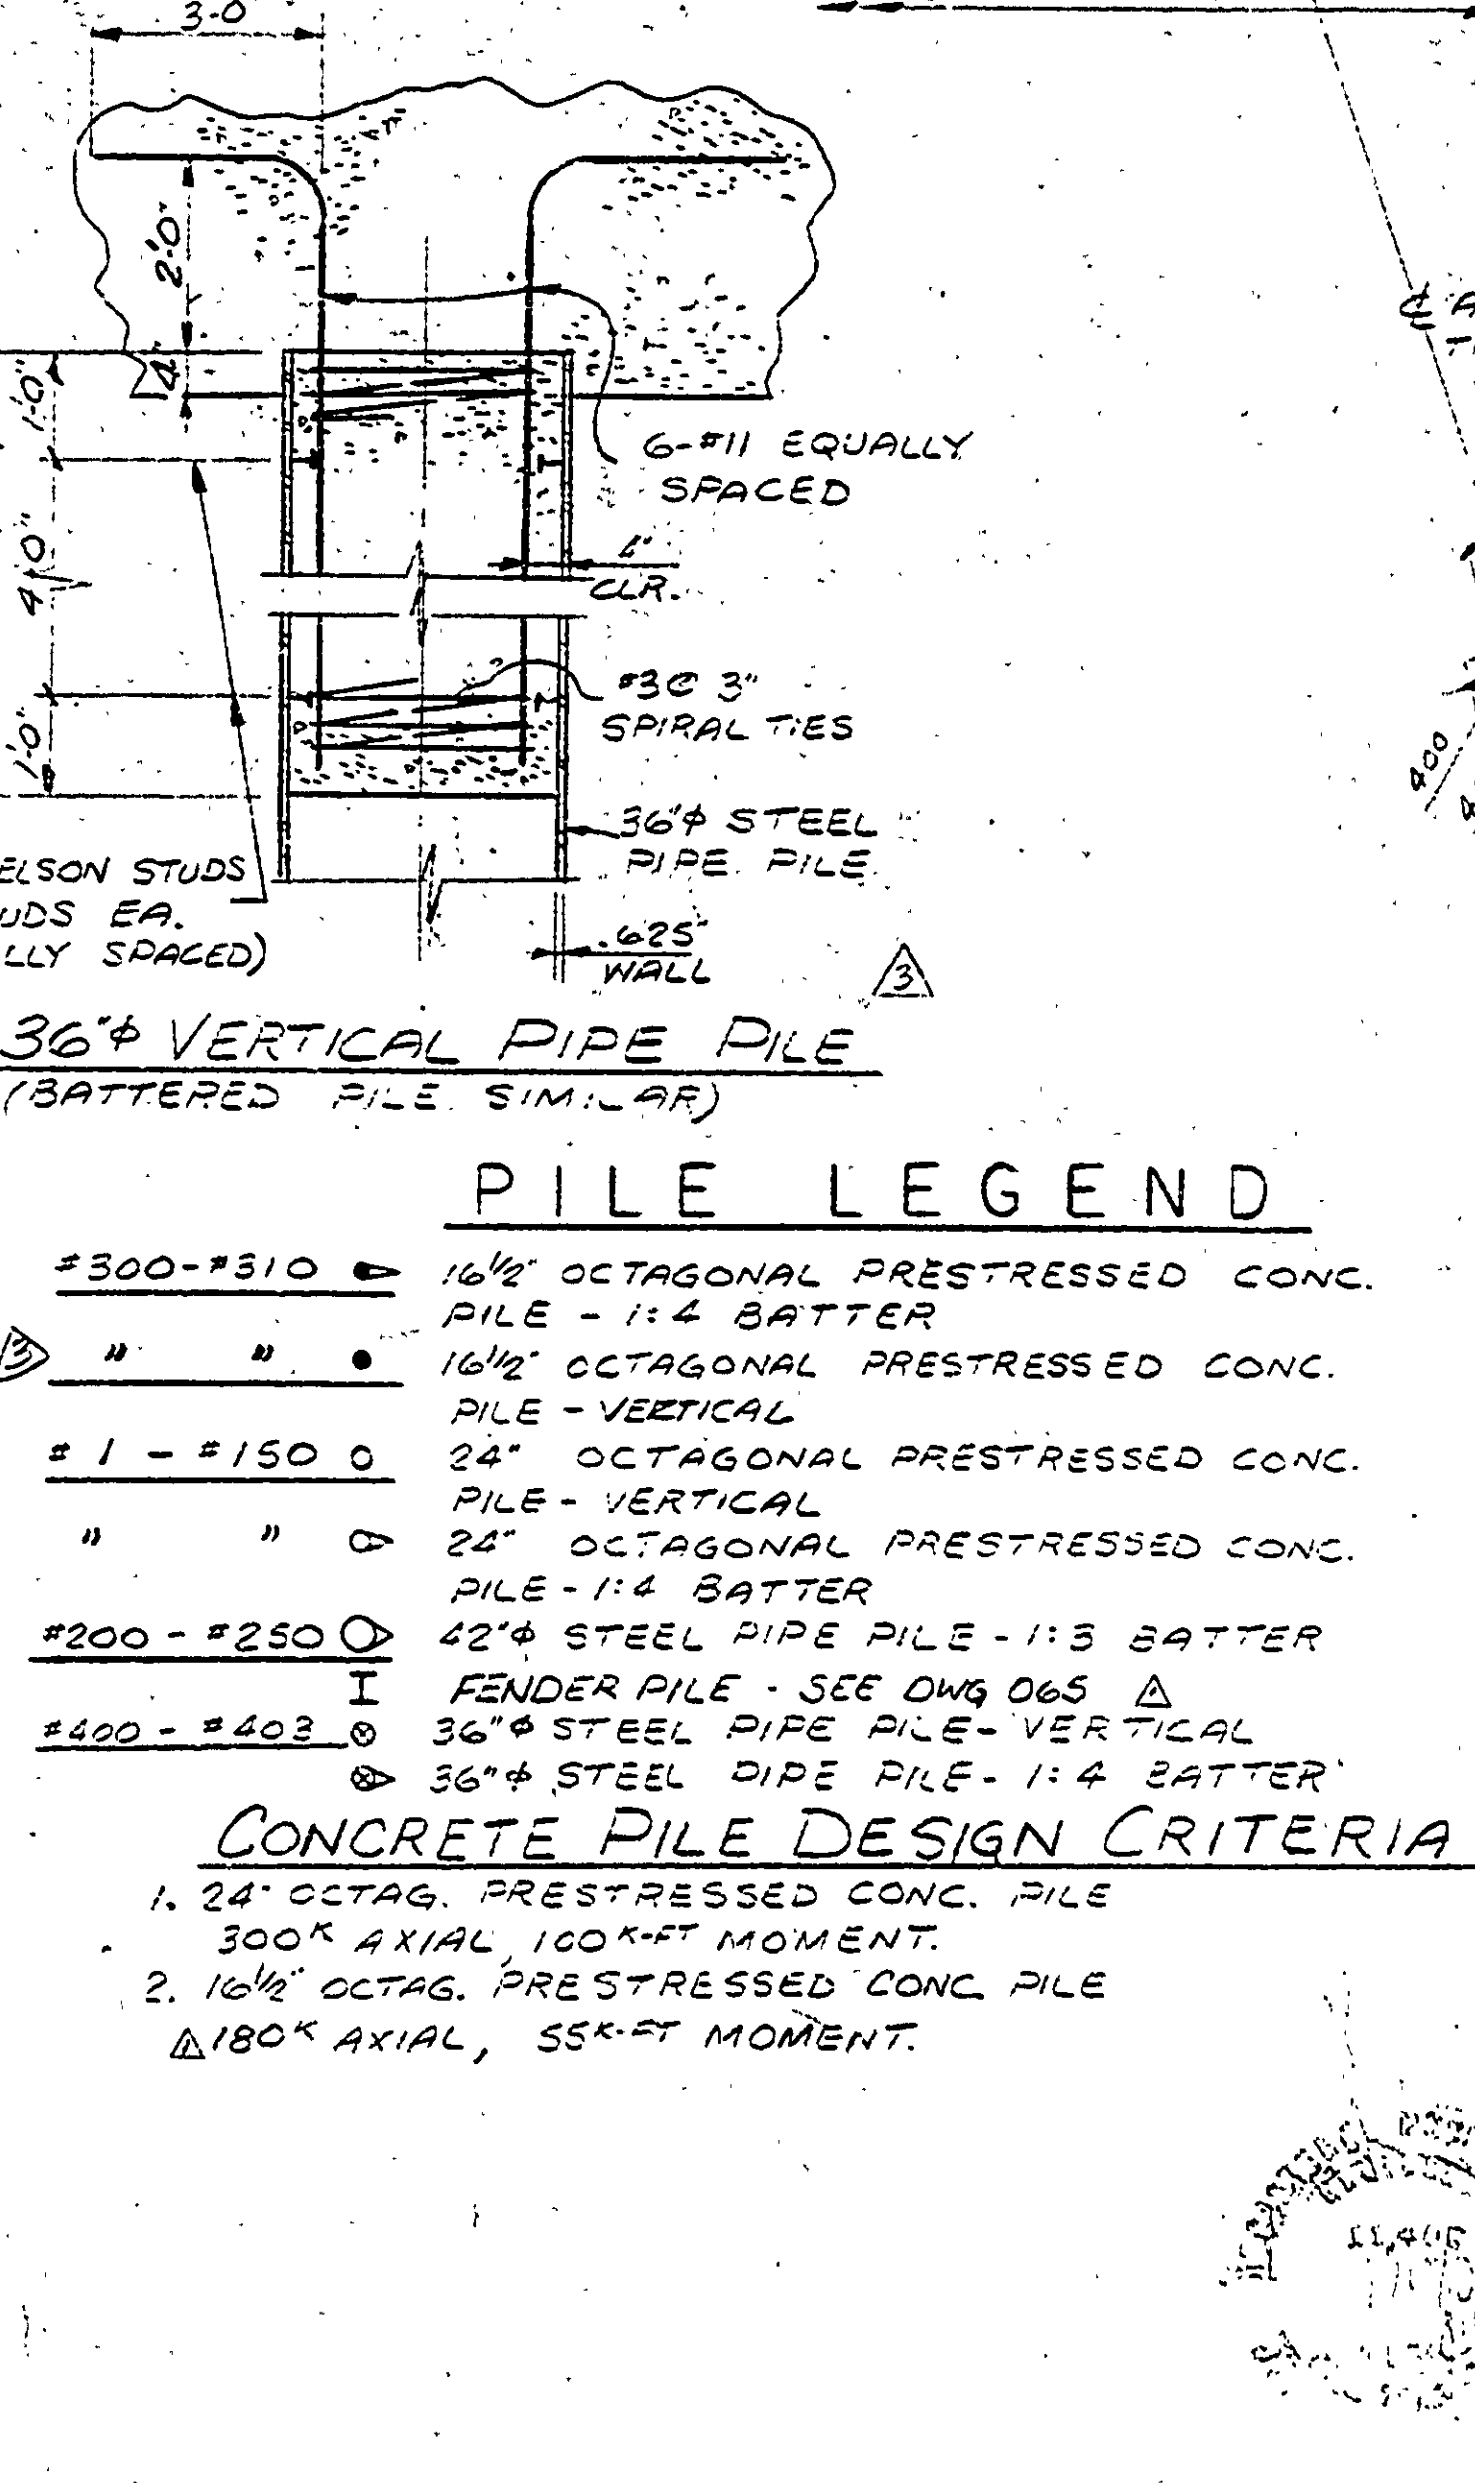 3-0
2'0"
4"
1'-0"
4'0"
1'-0"
6-#11 EQUALLY
SPACED
4"
CLR.
#3@ 3"
SPIRAL TIES
36"φ STEEL
PIPE PILE
ELSON STUDS
UDS EA.
LLY SPACED)
.625"
WALL
3
400
36"φ VERTICAL PIPE PILE
(BATTERED PILE SIMILAR)
PILE LEGEND
#300-#310 16 1/2" OCTAGONAL PRESTRESSED CONC.
PILE - 1:4 BATTER
3 " " 16 1/2" OCTAGONAL PRESTRESSED CONC.
PILE - VERTICAL
# 1 - #150 24" OCTAGONAL PRESTRESSED CONC.
PILE - VERTICAL
" " 24" OCTAGONAL PRESTRESSED CONC.
PILE - 1:4 BATTER
#200 - #250 42"φ STEEL PIPE PILE - 1:3 BATTER
FENDER PILE - SEE DWG 065
#400 - #403 36"φ STEEL PIPE PILE - VERTICAL
36"φ STEEL PIPE PILE - 1:4 BATTER
CONCRETE PILE DESIGN CRITERIA
1. 24" OCTAG. PRESTRESSED CONC. PILE
300K AXIAL, 100K-FT MOMENT.
2. 16 1/2" OCTAG. PRESTRESSED CONC. PILE
180K AXIAL, 55K-FT MOMENT.